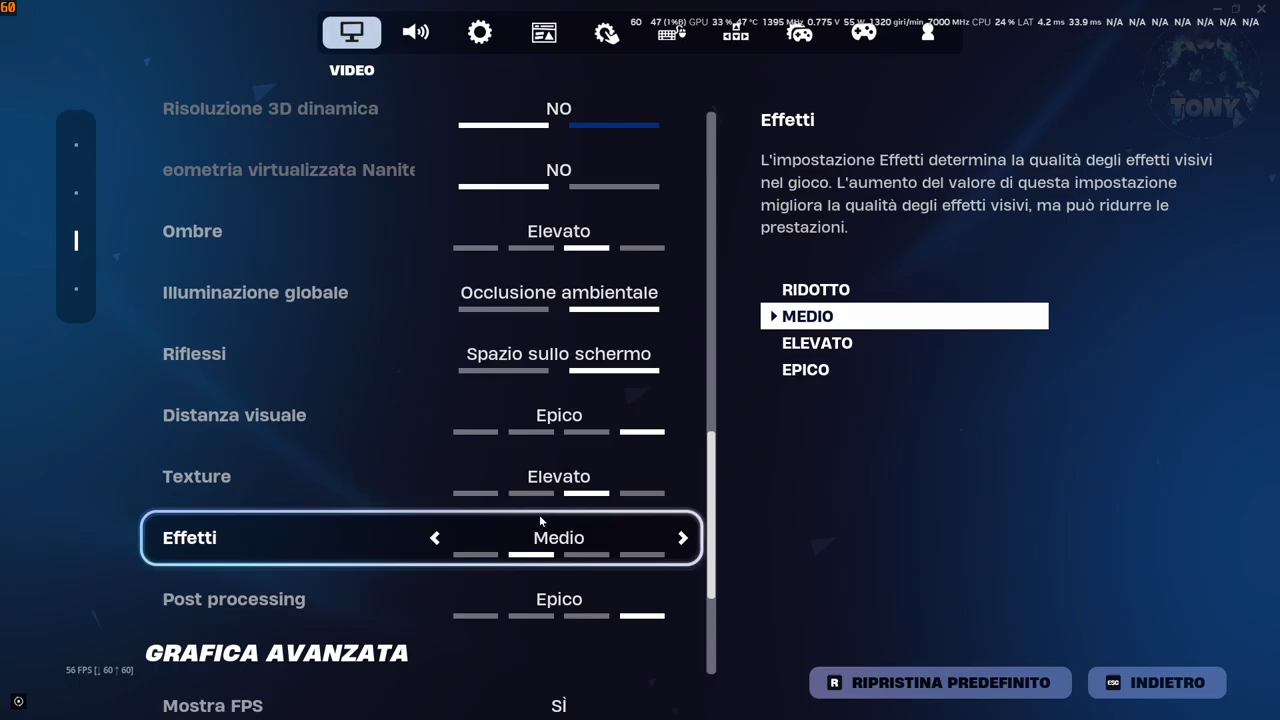 60
60 47 (1%) GPU 33 % 47 °C 1395 MHz 0.775 V 55 W 1320 giri/min 7000 MHz CPU 24 % LAT 4.2 ms 33.9 ms N/A N/A N/A N/A N/A N/A N/A
VIDEO
TONY
Risoluzione 3D dinamica NO
eometria virtualizzata Nanite NO
Ombre Elevato
Illuminazione globale Occlusione ambientale
Riflessi Spazio sullo schermo
Distanza visuale Epico
Texture Elevato
Effetti Medio
Post processing Epico
GRAFICA AVANZATA
Mostra FPS SÌ
Effetti
L'impostazione Effetti determina la qualità degli effetti visivi
nel gioco. L'aumento del valore di questa impostazione
migliora la qualità degli effetti visivi, ma può ridurre le
prestazioni.
RIDOTTO
MEDIO
ELEVATO
EPICO
56 FPS [↓ 60 ↑ 60]
R RIPRISTINA PREDEFINITO
ESC INDIETRO